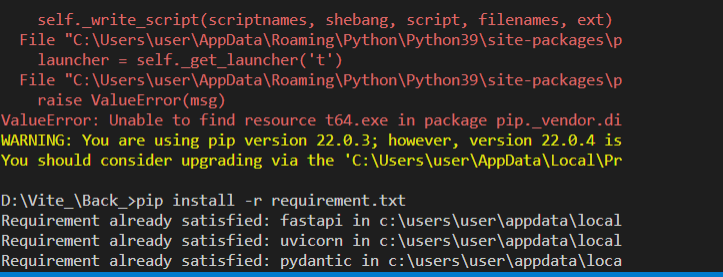 self._write_script(scriptnames, shebang, script, filenames, ext)
File "C:\Users\user\AppData\Roaming\Python\Python39\site-packages\p
launcher = self._get_launcher('t')
File "C:\Users\user\AppData\Roaming\Python\Python39\site-packages\p
raise ValueError(msg)
ValueError: Unable to find resource t64.exe in package pip._vendor.di
WARNING: You are using pip version 22.0.3; however, version 22.0.4 is
You should consider upgrading via the 'C:\Users\user\AppData\Local\Pr
D:\Vite_\Back_>pip install -r requirement.txt
Requirement already satisfied: fastapi in c:\users\user\appdata\local
Requirement already satisfied: uvicorn in c:\users\user\appdata\local
Requirement already satisfied: pydantic in c:\users\user\appdata\loca